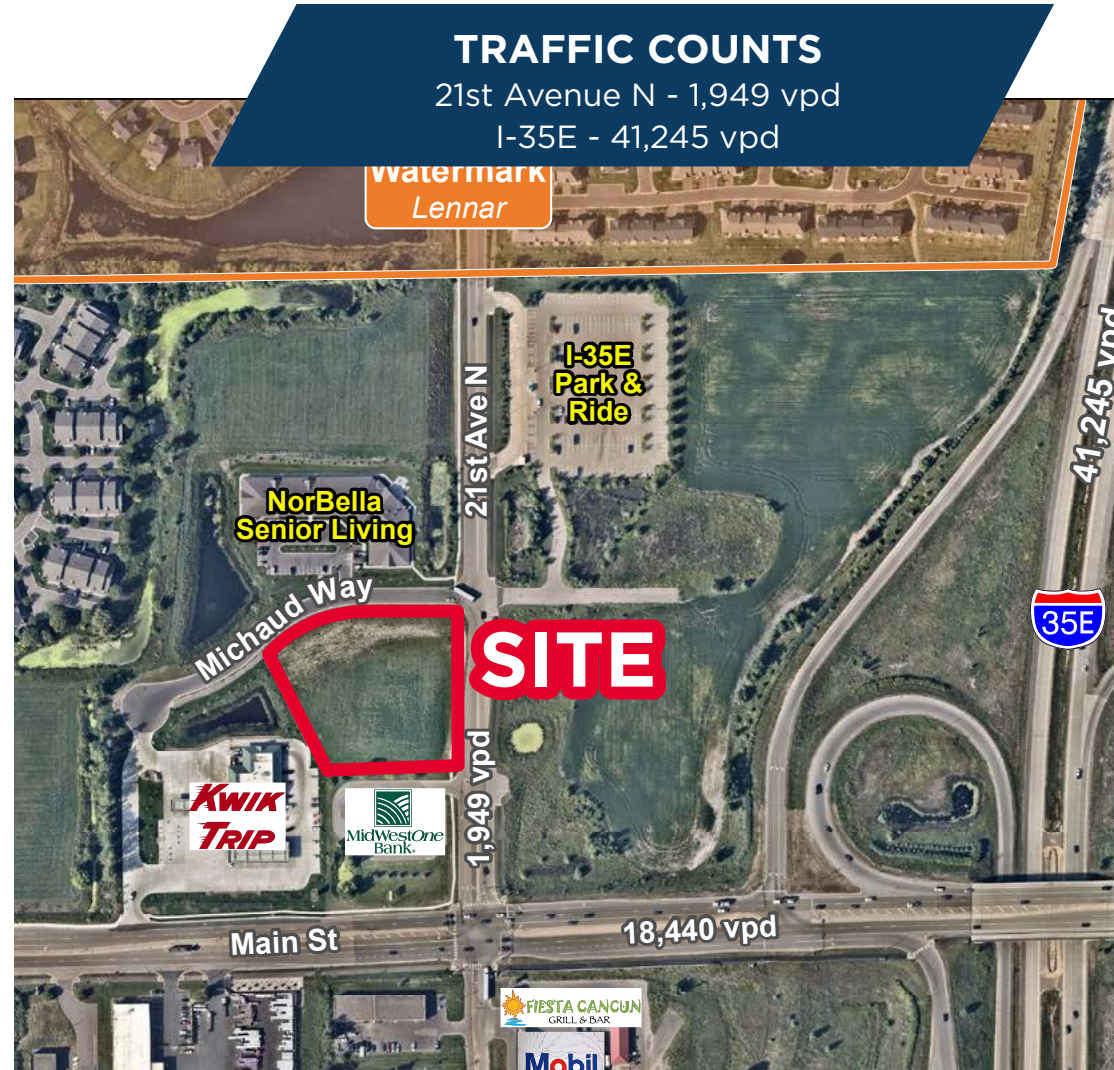 TRAFFIC COUNTS
21st Avenue N - 1,949 vpd
I-35E - 41,245 vpd
Watermark
Lennar
I-35E
Park &
Ride
21st Ave N
41,245 vpd
NorBella
Senior Living
Michaud Way
35E
SITE
1,949 vpd
KWIK
TRIP
MidWestOne
Bank
Main St
18,440 vpd
FIESTA CANCUN
GRILL & BAR
Mobil